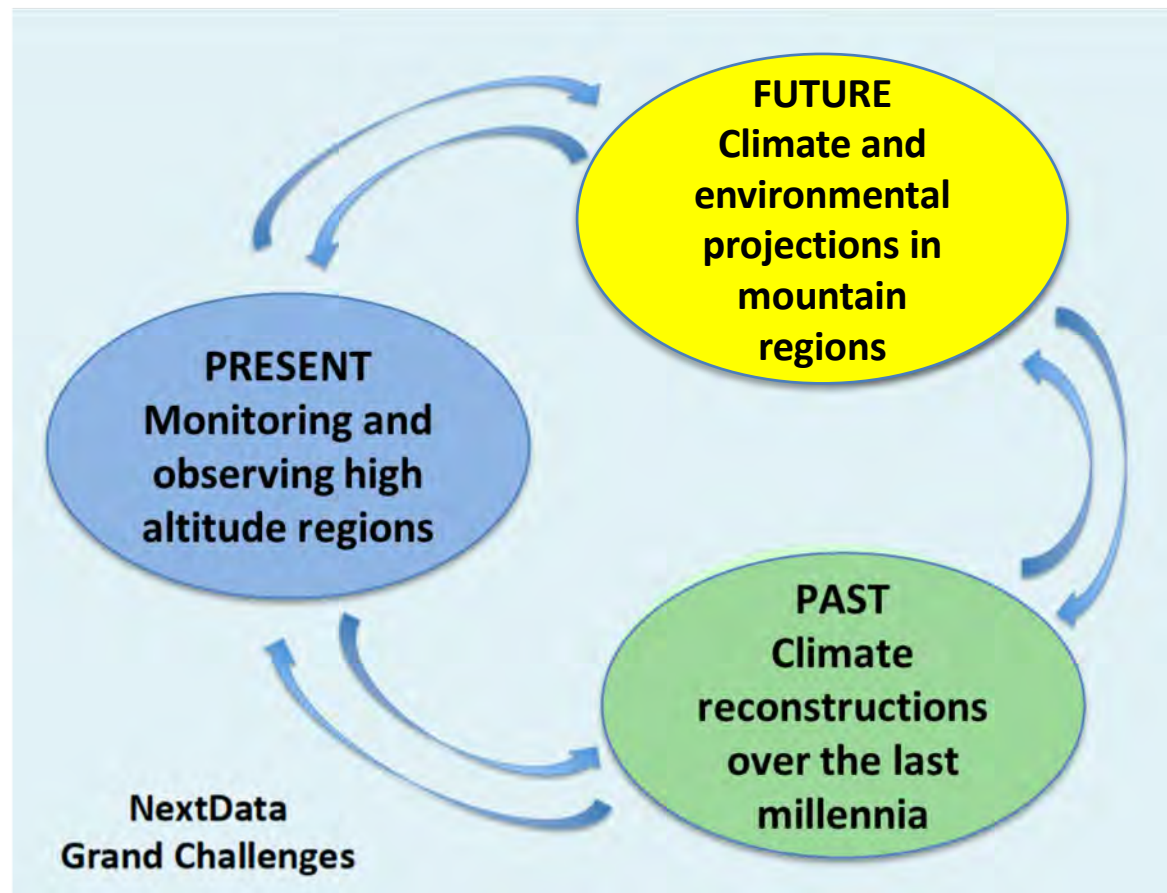 FUTURE
Climate and
environmental
projections in
mountain
regions
PRESENT
Monitoring and
observing high
altitude regions
PAST
Climate
reconstructions
over the last
millennia
NextData
Grand Challenges